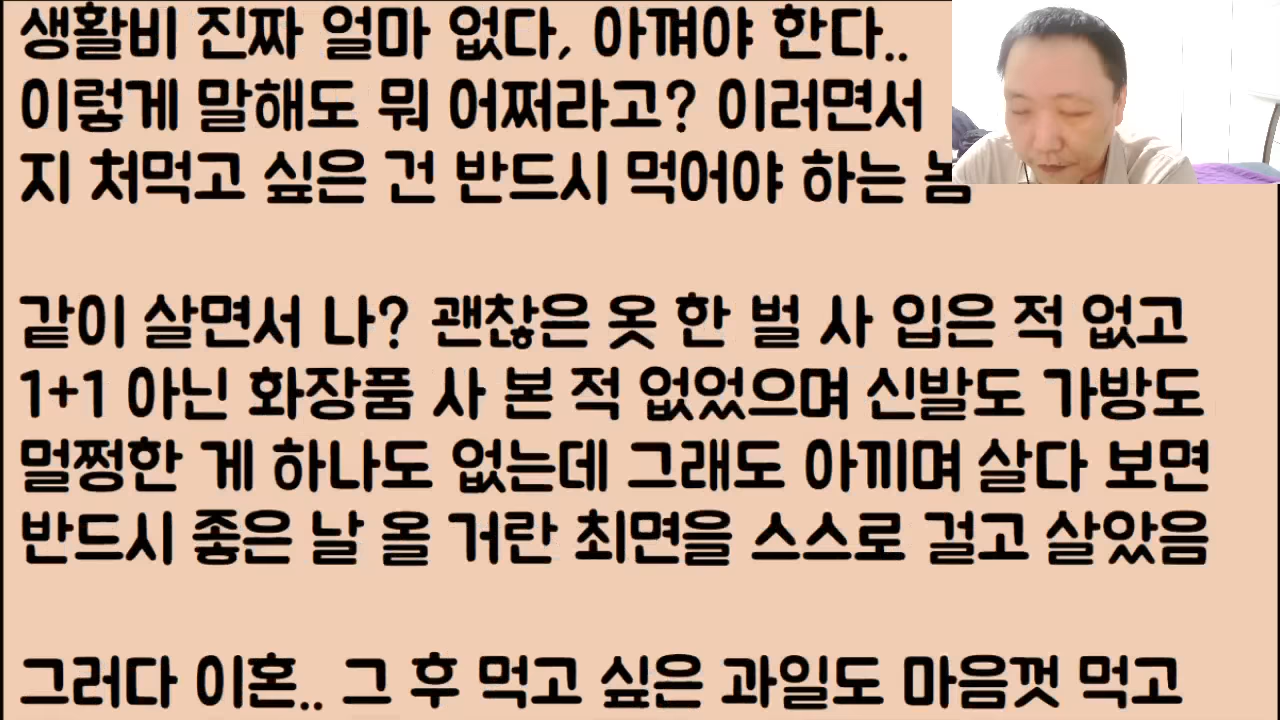 생활비 진짜 얼마 없다, 아껴야 한다..
이렇게 말해도 뭐 어쩌라고? 이러면서
지 처먹고 싶은 건 반드시 먹어야 하는 놈
같이 살면서 나? 괜찮은 옷 한 벌 사 입은 적 없고
1+1 아닌 화장품 사 본 적 없었으며 신발도 가방도
멀쩡한 게 하나도 없는데 그래도 아끼며 살다 보면
반드시 좋은 날 올 거란 최면을 스스로 걸고 살았음
그러다 이혼.. 그 후 먹고 싶은 과일도 마음껏 먹고